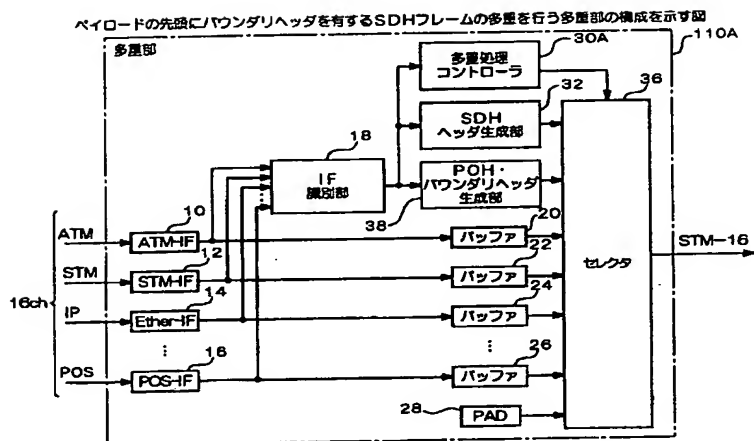 ペイロードの先頭にバウンダリヘッダを有するSDHフレームの多重を行う多重部の構成を示す図
多重部
110A
30A
多重処理
コントローラ
32
SDH
ヘッダ生成部
36
18
IF
識別部
POH・
バウンダリヘッダ
生成部
38
セレクタ
STM-16
16ch
ATM
10
ATM-IF
20
バッファ
STM
12
STM-IF
22
バッファ
IP
14
Ether-IF
24
バッファ
⋮
⋮
POS
16
POS-IF
26
バッファ
28
PAD